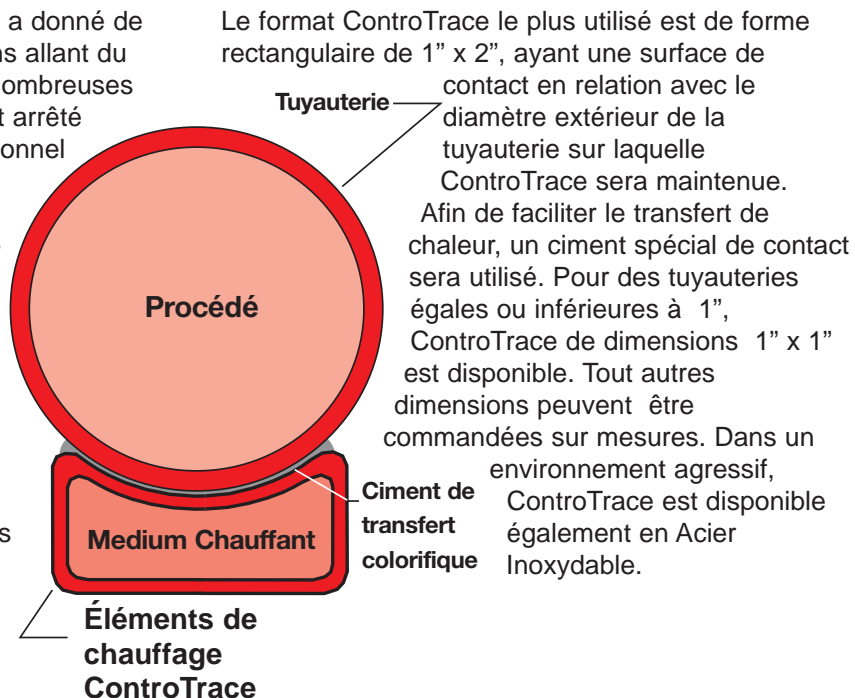 a donné de
ns allant du
ombreuses
t arrêté
onnel
s
Le format ControTrace le plus utilisé est de forme
rectangulaire de 1” x 2”, ayant une surface de
contact en relation avec le
diamètre extérieur de la
tuyauterie sur laquelle
ControTrace sera maintenue.
Afin de faciliter le transfert de
chaleur, un ciment spécial de contact
sera utilisé. Pour des tuyauteries
égales ou inférieures à 1”,
ControTrace de dimensions 1” x 1”
est disponible. Tout autres
dimensions peuvent être
commandées sur mesures. Dans un
environnement agressif,
ControTrace est disponible
également en Acier
Inoxydable.
Tuyauterie
Procédé
Ciment de
transfert
colorifique
Medium Chauffant
Éléments de
chauffage
ControTrace